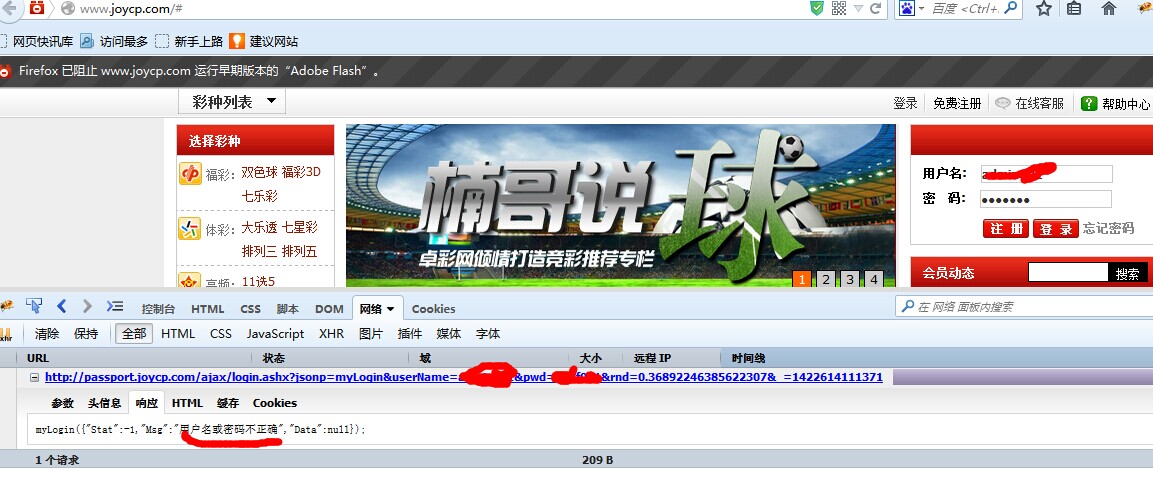 www.joycp.com/#
百度 <Ctrl+.
网页快讯库 访问最多 新手上路 建议网站
Firefox 已阻止 www.joycp.com 运行早期版本的“Adobe Flash”。
彩种列表 登录 免费注册 在线客服 帮助中心
选择彩种
福彩: 双色球 福彩3D
七乐彩
体彩: 大乐透 七星彩
排列三 排列五
高频: 11选5
楠哥说球
卓彩网倾情打造竞彩推荐专栏
1 2 3 4
用户名:
密 码:
注 册 登 录 忘记密码
会员动态 搜索
控制台 HTML CSS 脚本 DOM 网络 Cookies
在 网络 面板内搜索
xhr 清除 保持 全部 HTML CSS JavaScript XHR 图片 插件 媒体 字体
URL 状态 域 大小 远程 IP 时间线
http://passport.joycp.com/ajax/login.ashx?jsonp=myLogin&userName= &pwd= &rnd=0.36892246385622307&_=1422614111371
参数 头信息 响应 HTML 缓存 Cookies
myLogin({"Stat":-1,"Msg":"用户名或密码不正确","Data":null});
1 个请求 209 B